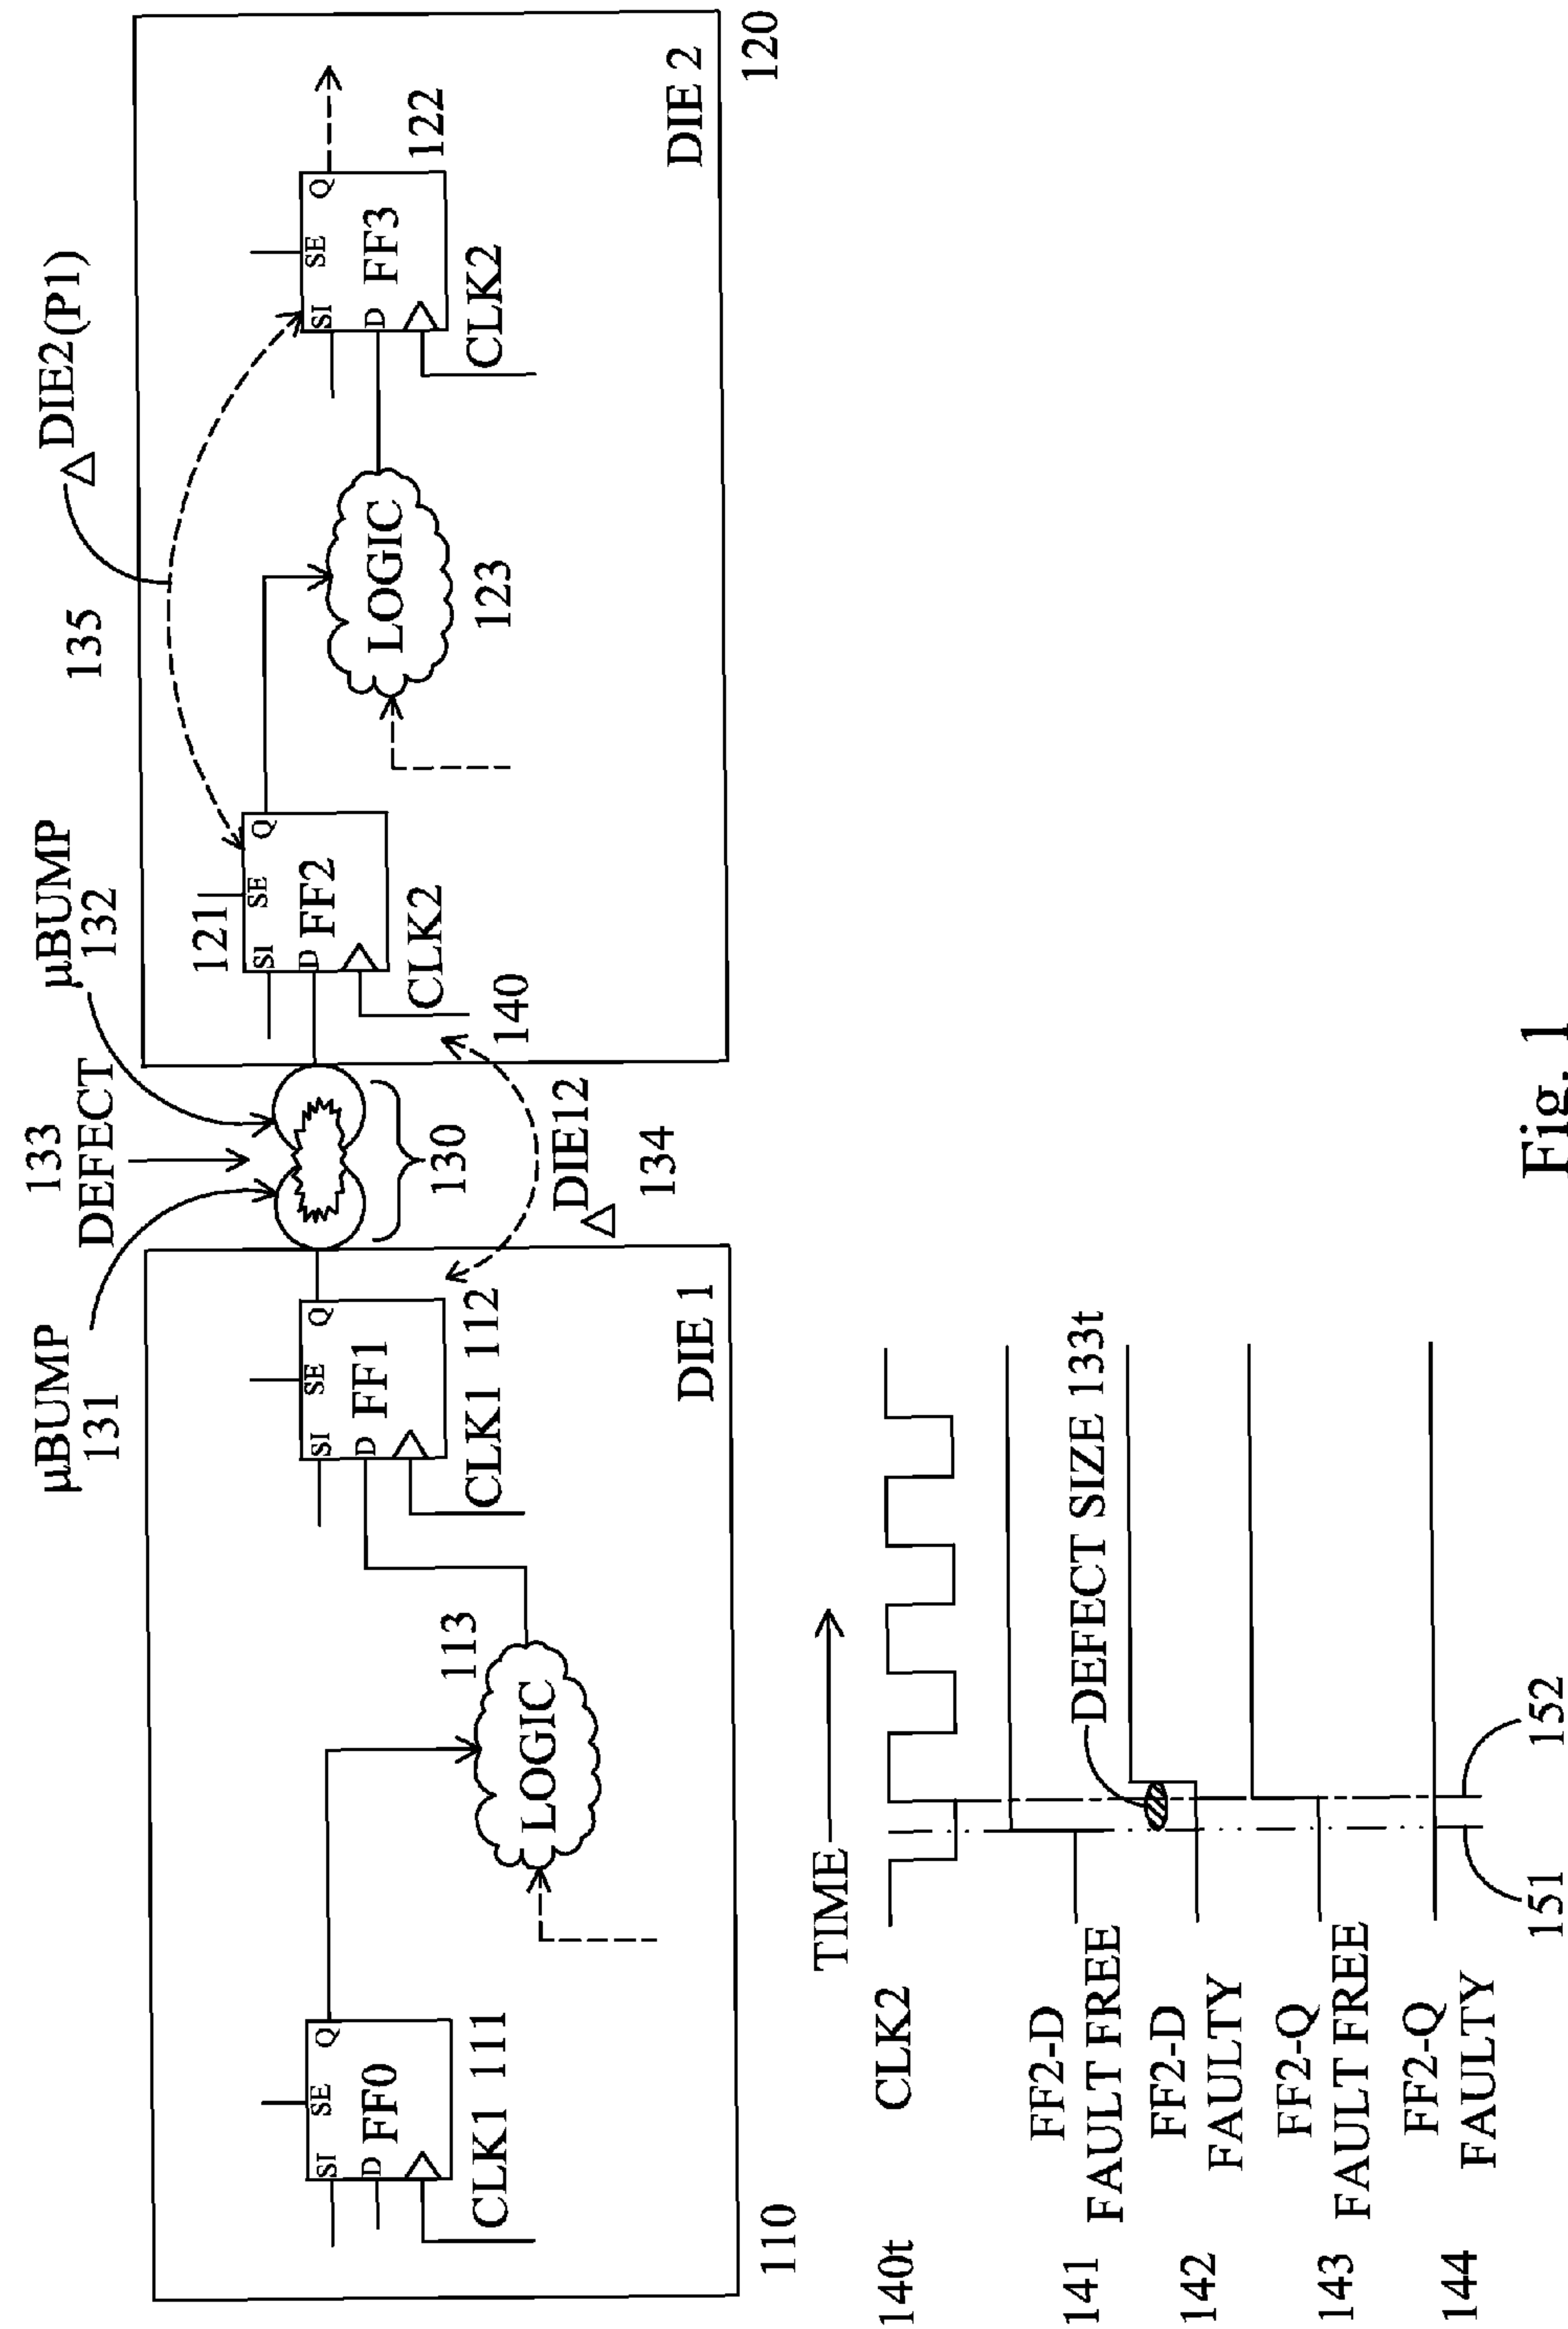 133
DEFECT
µBUMP
131
µBUMP
132
135
△DIE2(P1)
SI
SE
Q
D
FF0
CLK1 111
LOGIC
113
SI
SE
Q
D
FF1
CLK1 112
DIE 1
110
130
DIE12
△
134
121
SI
SE
Q
D
FF2
CLK2
140
LOGIC
123
SI
SE
Q
D
FF3
122
CLK2
DIE 2
120
TIME
140t CLK2
141 FF2-D
FAULT FREE
DEFECT SIZE 133t
142 FF2-D
FAULTY
143 FF2-Q
FAULT FREE
144 FF2-Q
FAULTY
151
152
Fig. 1